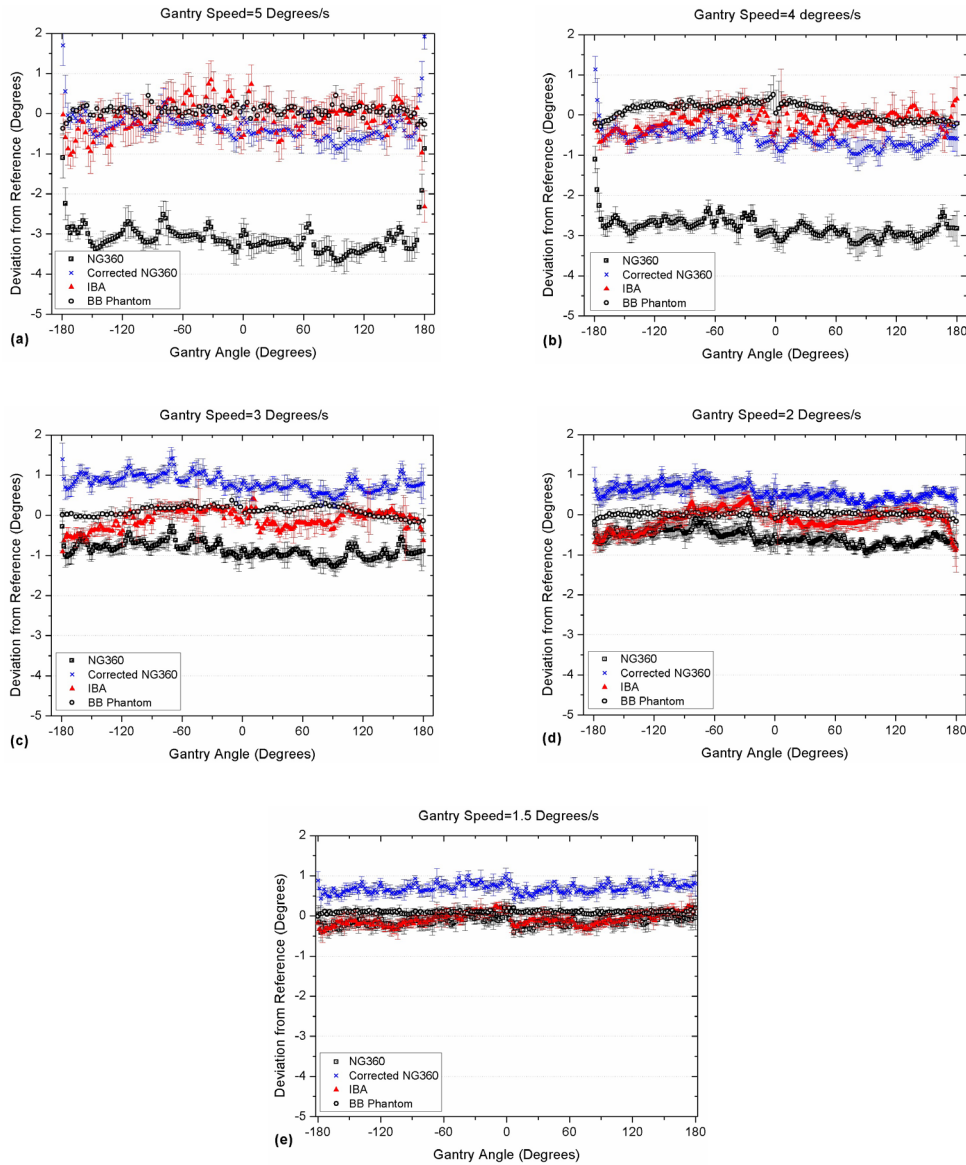 Gantry Speed=5 Degrees/s
Deviation from Reference (Degrees)
2
1
0
-1
-2
-3
-4
-5
NG360
Corrected NG360
IBA
BB Phantom
-180 -120 -60 0 60 120 180
(a)
Gantry Angle (Degrees)
Gantry Speed=4 degrees/s
Deviation from Reference (Degrees)
2
1
0
-1
-2
-3
-4
-5
NG360
Corrected NG360
IBA
BB Phantom
-180 -120 -60 0 60 120 180
(b)
Gantry Angle (Degrees)
Gantry Speed=3 Degrees/s
Deviation from Reference (Degrees)
2
1
0
-1
-2
-3
-4
-5
NG360
Corrected NG360
IBA
BB Phantom
-180 -120 -60 0 60 120 180
(c)
Gantry Angle (Degrees)
Gantry Speed=2 Degrees/s
Deviation from Reference (Degrees)
2
1
0
-1
-2
-3
-4
-5
NG360
Corrected NG360
IBA
BB Phantom
-180 -120 -60 0 60 120 180
(d)
Gantry Angle (Degrees)
Gantry Speed=1.5 Degrees/s
Deviation from Reference (Degrees)
2
1
0
-1
-2
-3
-4
-5
NG360
Corrected NG360
IBA
BB Phantom
-180 -120 -60 0 60 120 180
(e)
Gantry Angle (Degrees)